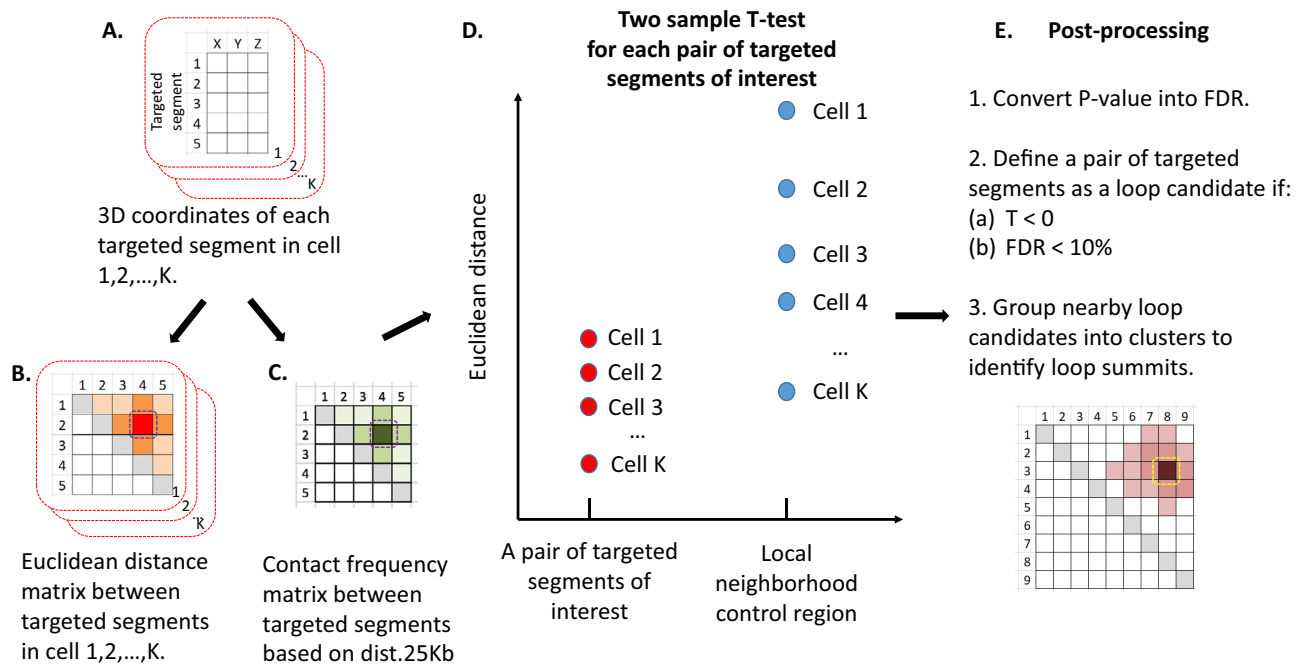 A.
X Y Z
Targeted
segment
1
2
3
4
5
1
2
...
K
3D coordinates of each
targeted segment in cell
1,2,...,K.
B.
1 2 3 4 5
1
2
3
4
5
1
2
..
K
Euclidean distance
matrix between
targeted segments
in cell 1,2,...,K.
C.
1 2 3 4 5
1
2
3
4
5
Contact frequency
matrix between
targeted segments
based on dist.25Kb
D.
Two sample T-test
for each pair of targeted
segments of interest
Euclidean distance
Cell 1
Cell 2
Cell 3
...
Cell K
Cell 1
Cell 2
Cell 3
Cell 4
...
Cell K
A pair of targeted
segments of
interest
Local
neighborhood
control region
E. Post-processing
1. Convert P-value into FDR.
2. Define a pair of targeted
segments as a loop candidate if:
(a) T < 0
(b) FDR < 10%
3. Group nearby loop
candidates into clusters to
identify loop summits.
1 2 3 4 5 6 7 8 9
1
2
3
4
5
6
7
8
9